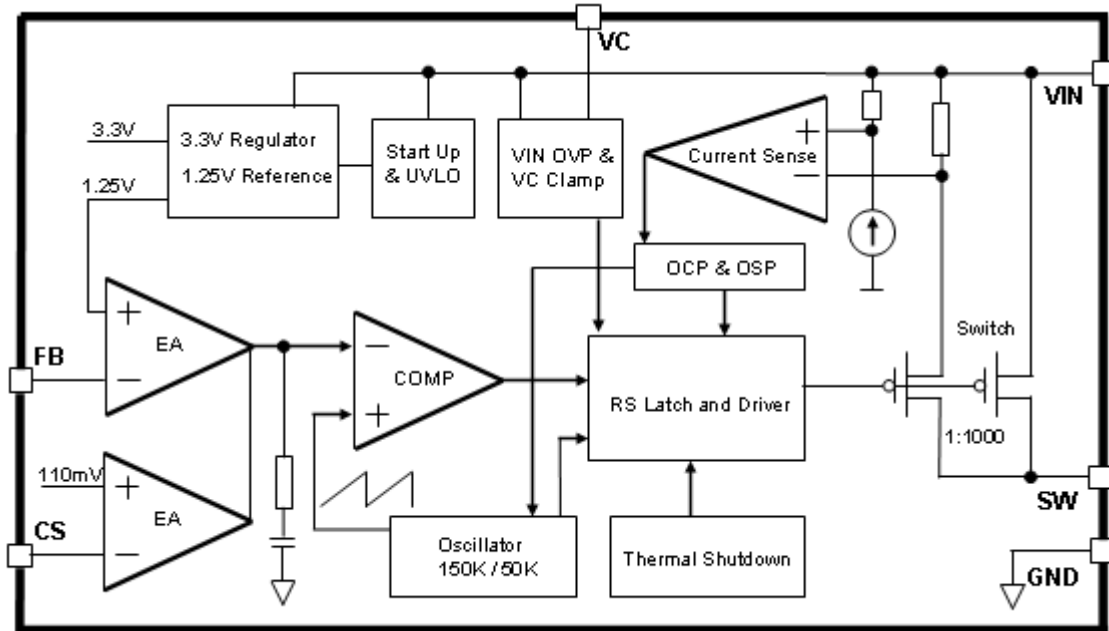 VC
VIN
3.3V
3.3V Regulator
1.25V Reference
1.25V
Start Up
& UVLO
VIN OVP &
VC Clamp
+
Current Sense
−
OCP & OSP
+
EA
−
FB
−
COMP
+
RS Latch and Driver
Switch
1:1000
110mV
+
EA
−
CS
Oscillator
150K / 50K
Thermal Shutdown
SW
GND